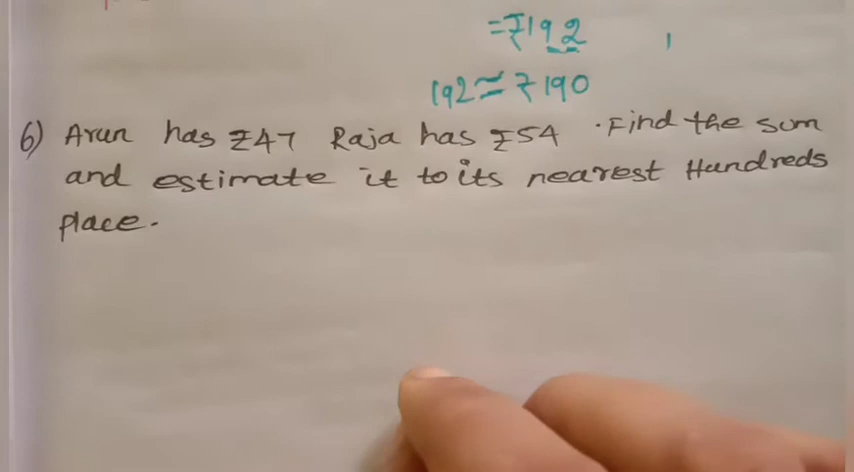 =₹192
192≃₹190
6) Arun has ₹47 Raja has ₹54 . Find the sum
and estimate it to its nearest Hundreds
place.